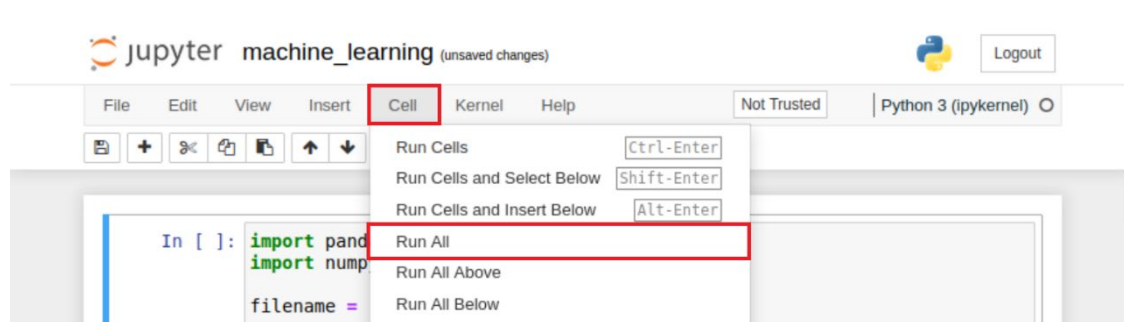 jupyter machine_learning (unsaved changes) Logout
File Edit View Insert Cell Kernel Help Not Trusted Python 3 (ipykernel)
Run Cells Ctrl-Enter
Run Cells and Select Below Shift-Enter
Run Cells and Insert Below Alt-Enter
In [ ]: import pand Run All
import nump Run All Above
filename = Run All Below